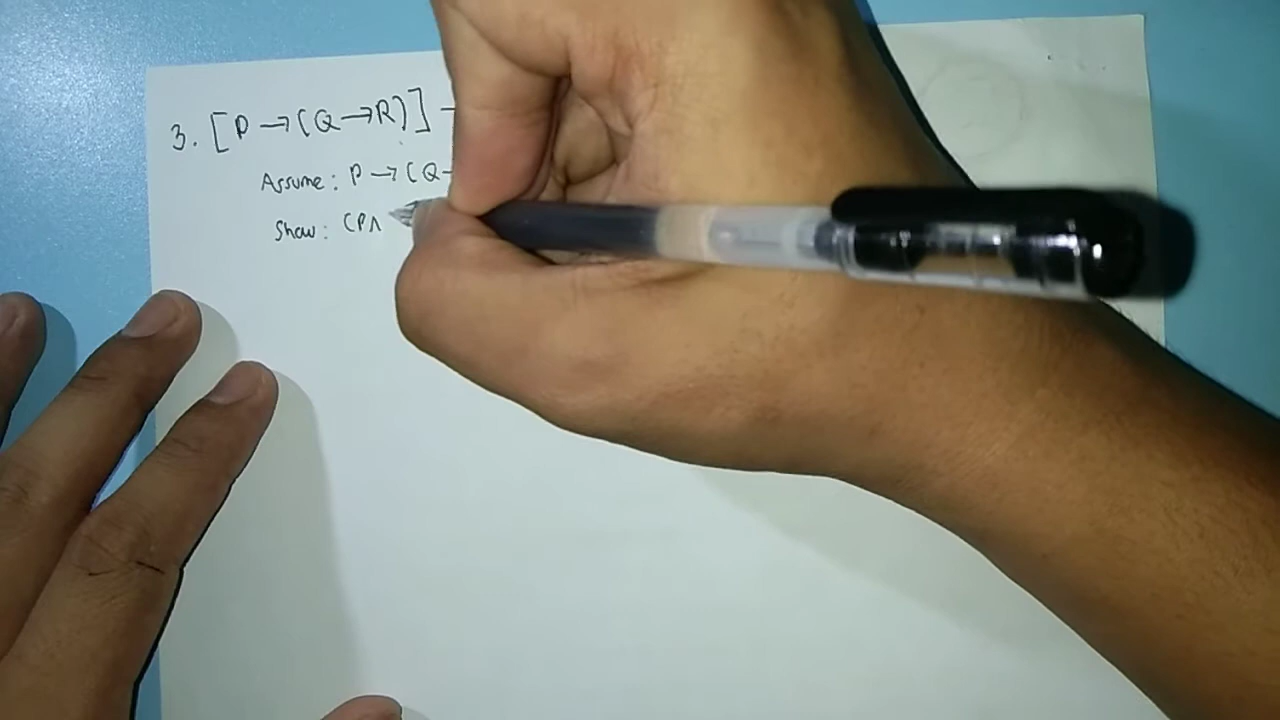 3. [P → (Q → R)] -
Assume: P → (Q -
Show: (P ∧